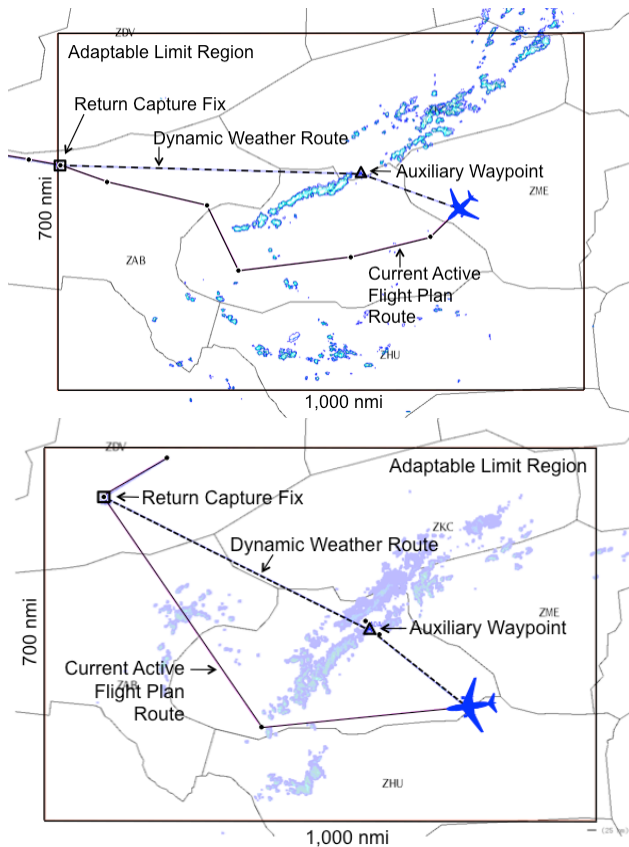 ZDV
Adaptable Limit Region
Return Capture Fix
Dynamic Weather Route
Auxiliary Waypoint
ZME
700 nmi
ZAB
Current Active
Flight Plan
Route
ZHU
1,000 nmi
ZDV
Adaptable Limit Region
Return Capture Fix
ZKC
Dynamic Weather Route
ZME
Auxiliary Waypoint
700 nmi
Current Active
Flight Plan
ZAB
Route
ZHU
(25 nm)
1,000 nmi